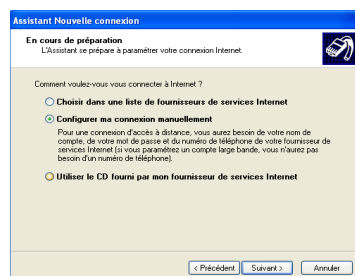 Assistant Nouvelle connexion
En cours de préparation
L'Assistant se prépare à paramétrer votre connexion Internet.
Comment voulez-vous vous connecter à Internet ?
Choisir dans une liste de fournisseurs de services Internet
Configurer ma connexion manuellement
Pour une connexion d'accès à distance, vous aurez besoin de votre nom de
compte, de votre mot de passe et du numéro de téléphone de votre fournisseur de
services Internet (si vous paramétrez un compte large bande, vous n'aurez pas
besoin d'un numéro de téléphone).
Utiliser le CD fourni par mon fournisseur de services Internet
< Précédent
Suivant >
Annuler